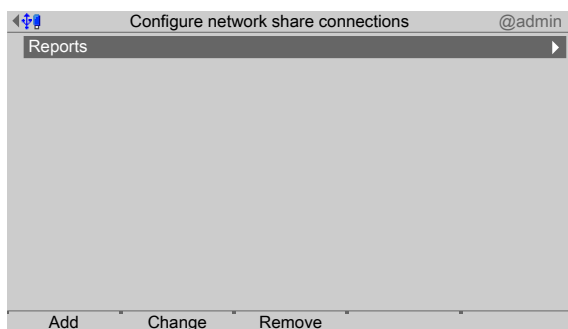 Configure network share connections @admin
Reports
Add Change Remove